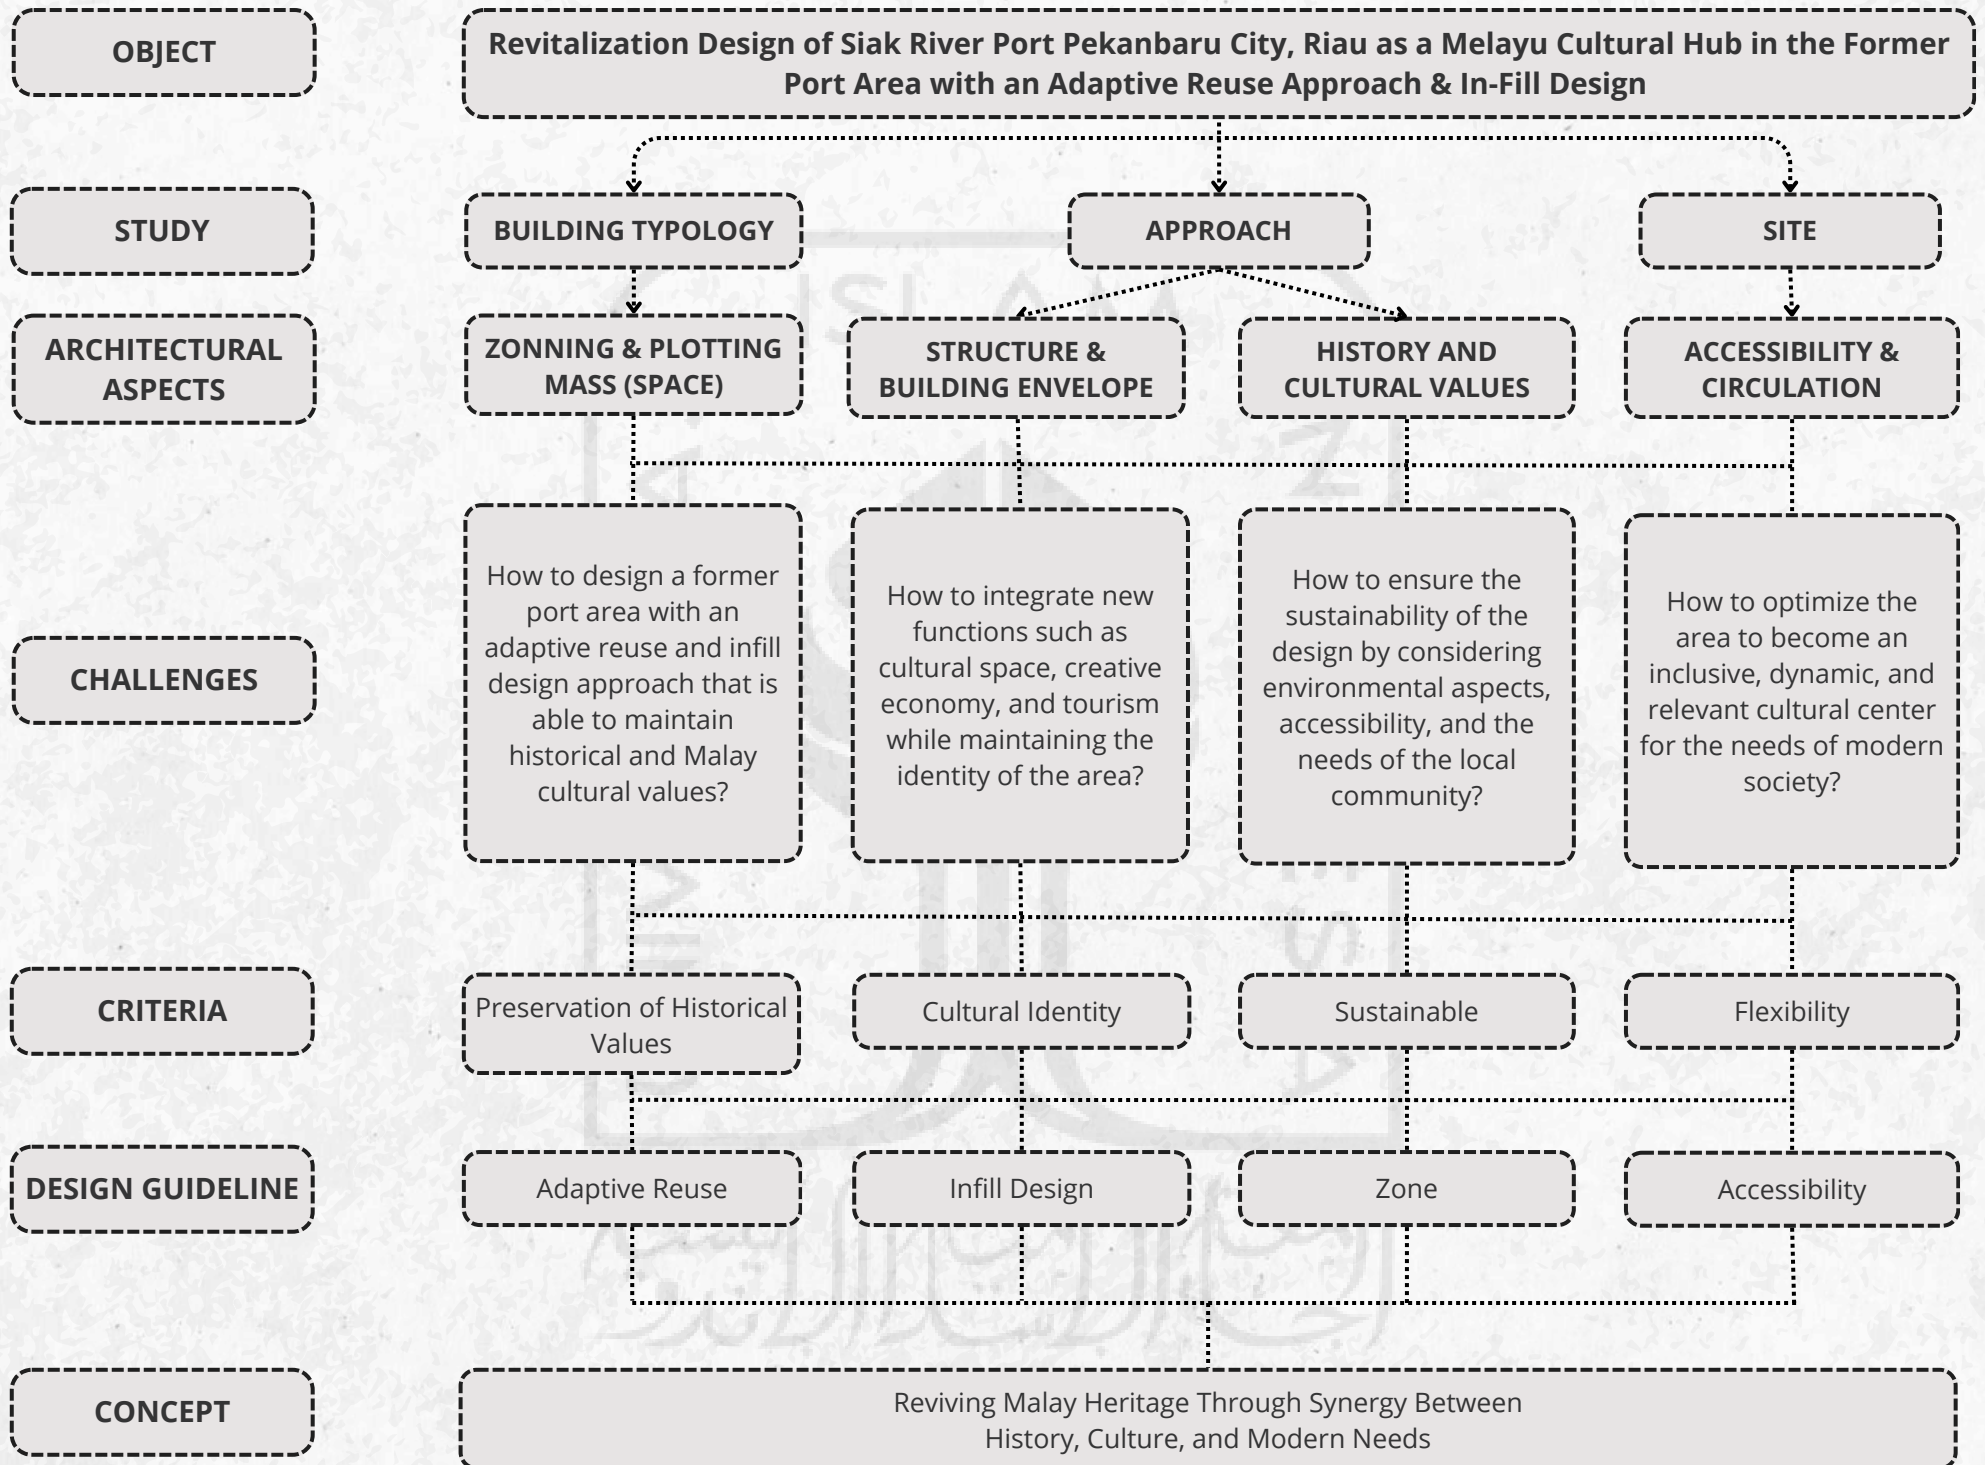 OBJECT
Revitalization Design of Siak River Port Pekanbaru City, Riau as a Melayu Cultural Hub in the Former
Port Area with an Adaptive Reuse Approach & In-Fill Design
STUDY
BUILDING TYPOLOGY
APPROACH
SITE
ARCHITECTURAL
ASPECTS
ZONNING & PLOTTING
MASS (SPACE)
STRUCTURE &
BUILDING ENVELOPE
HISTORY AND
CULTURAL VALUES
ACCESSIBILITY &
CIRCULATION
CHALLENGES
How to design a former
port area with an
adaptive reuse and infill
design approach that is
able to maintain
historical and Malay
cultural values?
How to integrate new
functions such as
cultural space, creative
economy, and tourism
while maintaining the
identity of the area?
How to ensure the
sustainability of the
design by considering
environmental aspects,
accessibility, and the
needs of the local
community?
How to optimize the
area to become an
inclusive, dynamic, and
relevant cultural center
for the needs of modern
society?
CRITERIA
Preservation of Historical
Values
Cultural Identity
Sustainable
Flexibility
DESIGN GUIDELINE
Adaptive Reuse
Infill Design
Zone
Accessibility
CONCEPT
Reviving Malay Heritage Through Synergy Between
History, Culture, and Modern Needs
ISLAM